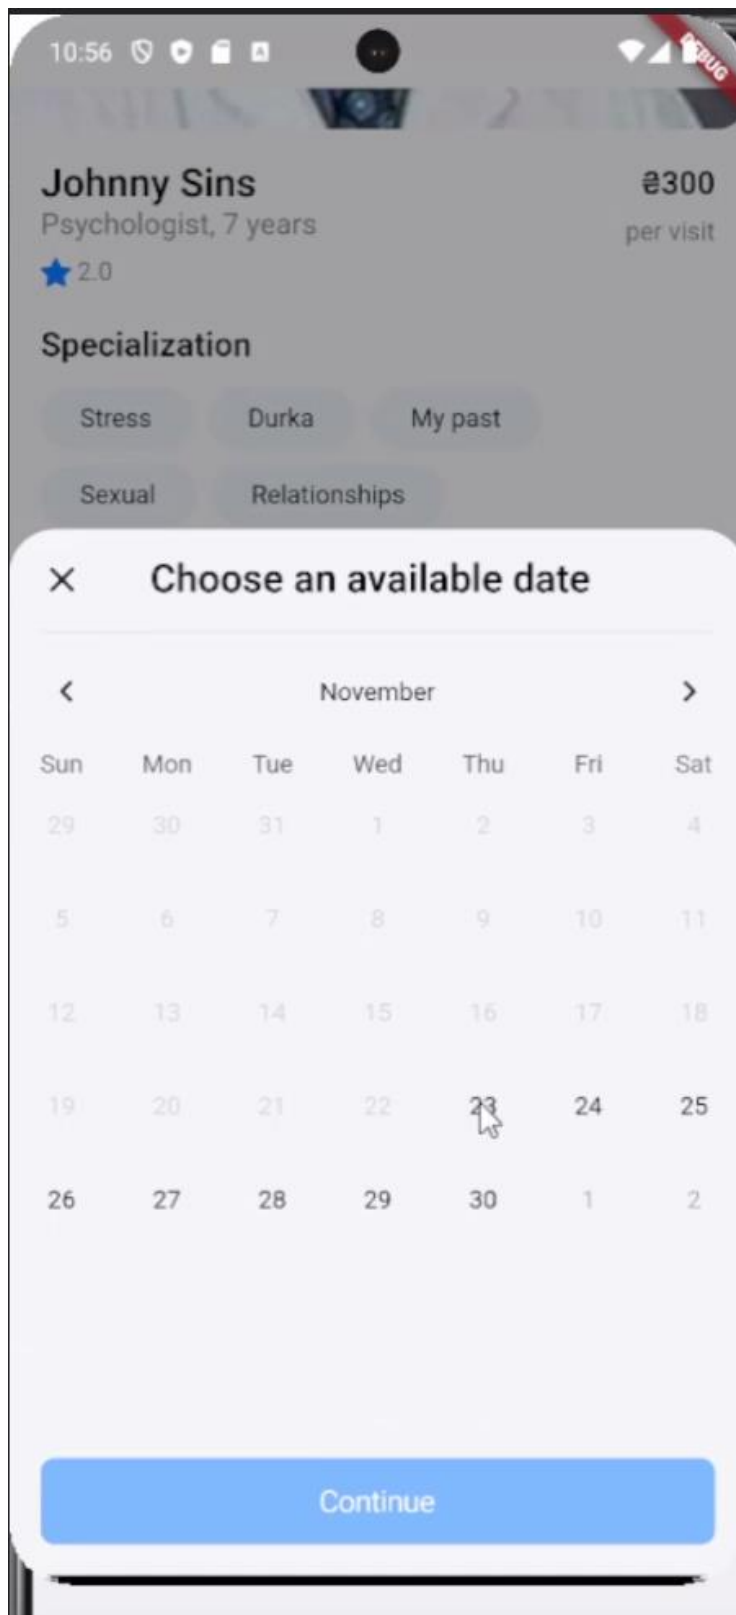 10:56
DEBUG
Johnny Sins ₴300
Psychologist, 7 years per visit
2.0
Specialization
Stress Durka My past
Sexual Relationships
Choose an available date
November
Sun Mon Tue Wed Thu Fri Sat
29 30 31 1 2 3 4
5 6 7 8 9 10 11
12 13 14 15 16 17 18
19 20 21 22 23 24 25
26 27 28 29 30 1 2
Continue